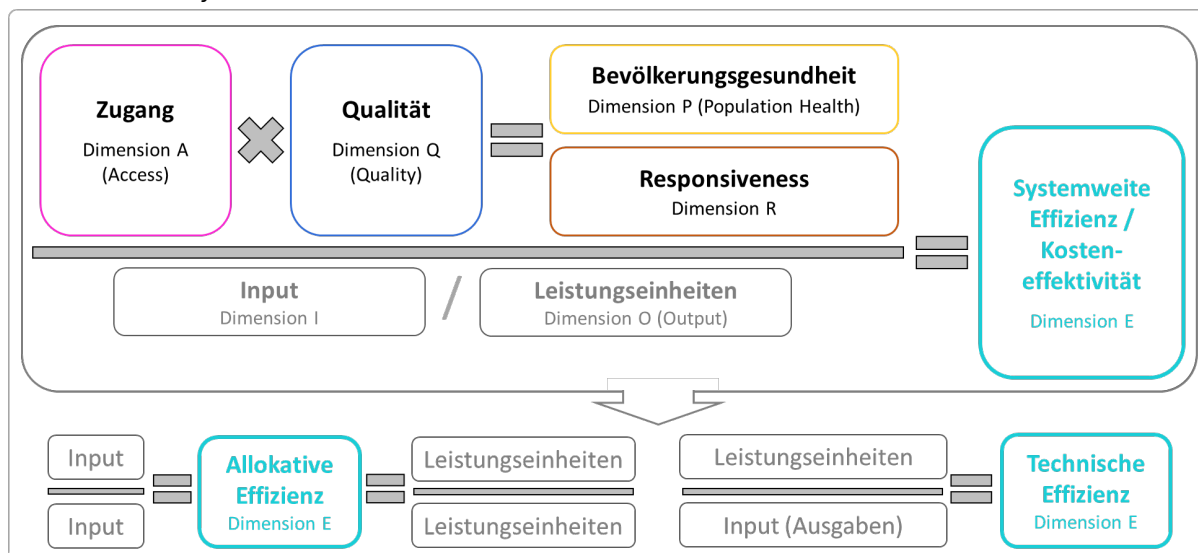 Zugang
Dimension A
(Access)
Qualität
Dimension Q
(Quality)
Bevölkerungsgesundheit
Dimension P (Population Health)
Responsiveness
Dimension R
Systemweite
Effizienz /
Kosten-
effektivität
Dimension E
Input
Dimension I
/
Leistungseinheiten
Dimension O (Output)
Input
Input
Allokative
Effizienz
Dimension E
Leistungseinheiten
Leistungseinheiten
Leistungseinheiten
Input (Ausgaben)
Technische
Effizienz
Dimension E